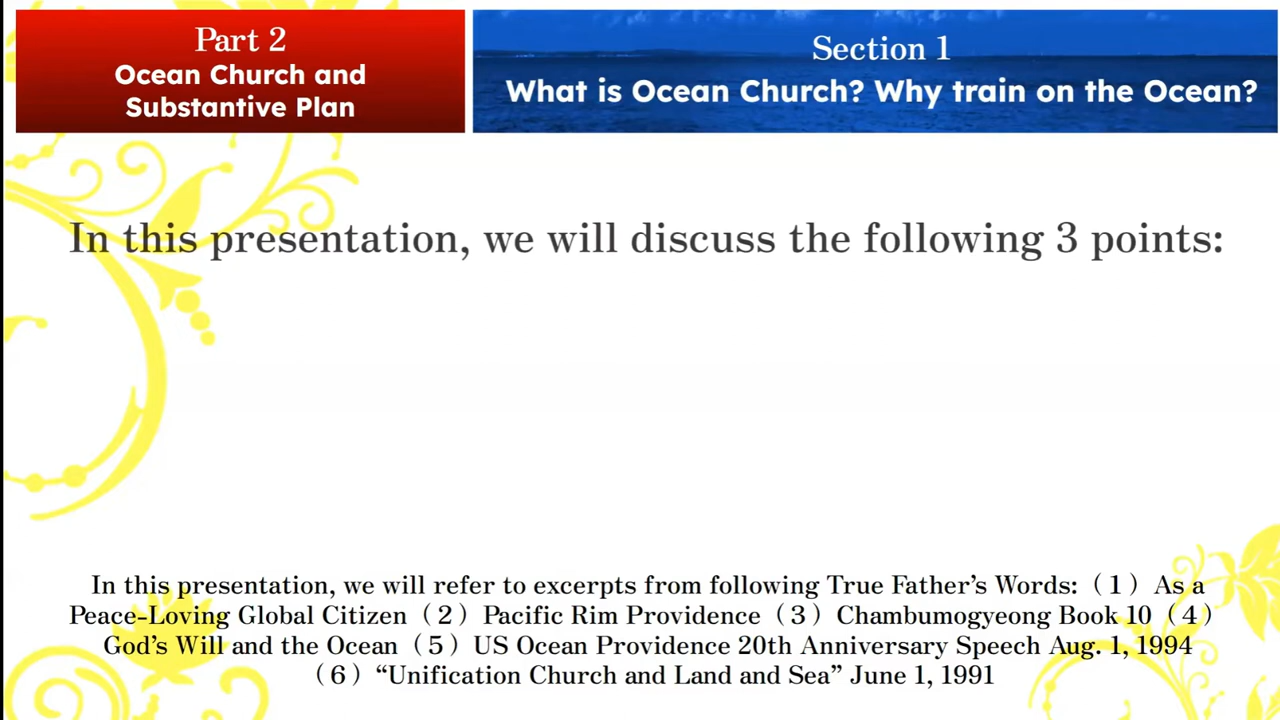 Part 2
Ocean Church and
Substantive Plan
Section 1
What is Ocean Church? Why train on the Ocean?
In this presentation, we will discuss the following 3 points:
In this presentation, we will refer to excerpts from following True Father's Words:（1）As a
Peace-Loving Global Citizen（2）Pacific Rim Providence（3）Chambumogyeong Book 10（4）
God's Will and the Ocean（5）US Ocean Providence 20th Anniversary Speech Aug. 1, 1994
（6）“Unification Church and Land and Sea” June 1, 1991